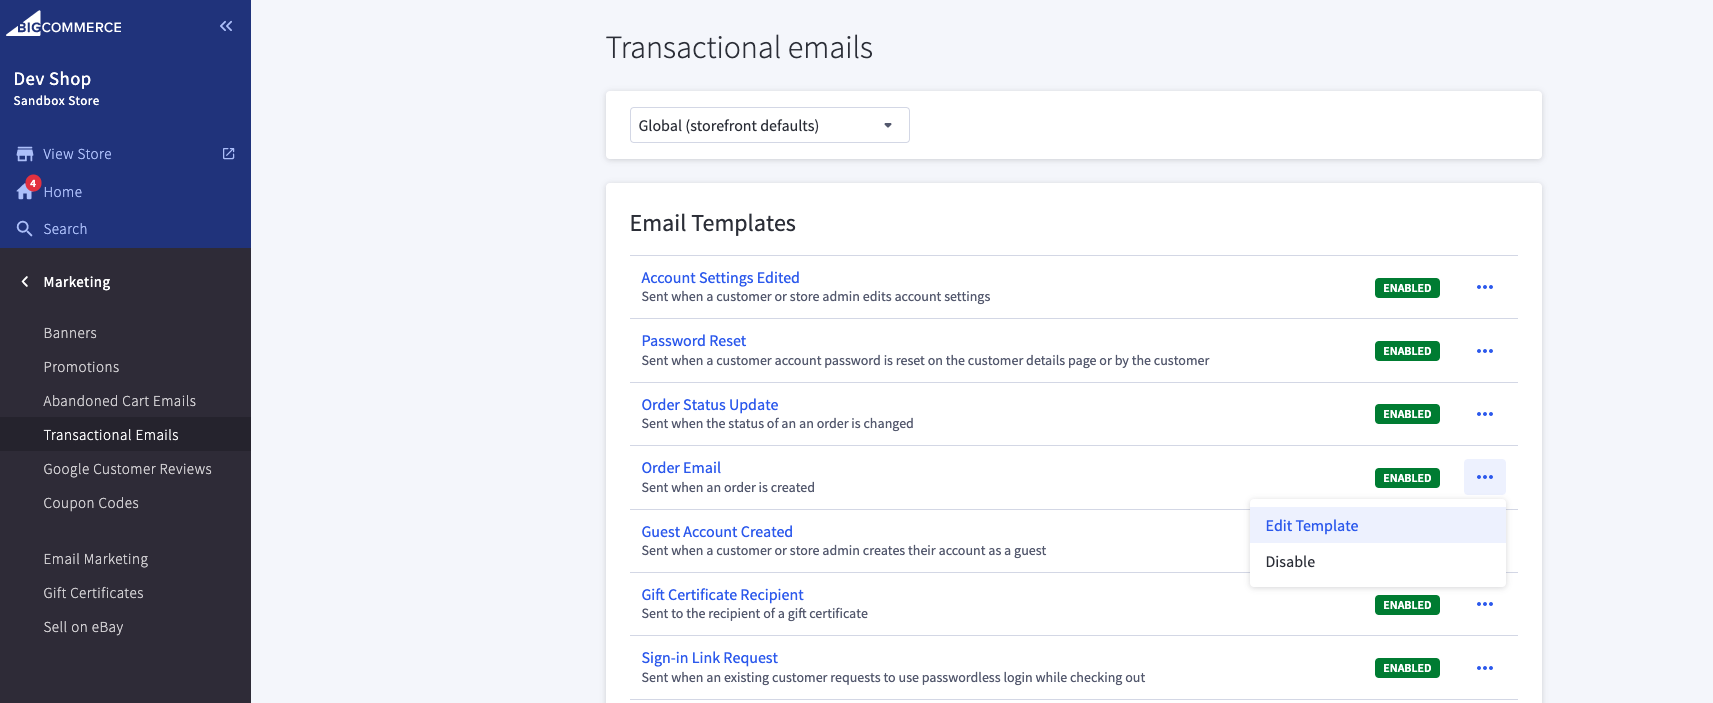 BIGCOMMERCE
Dev Shop
Sandbox Store
View Store
4
Home
Search
Marketing
Banners
Promotions
Abandoned Cart Emails
Transactional Emails
Google Customer Reviews
Coupon Codes
Email Marketing
Gift Certificates
Sell on eBay
Transactional emails
Global (storefront defaults)
Email Templates
Account Settings Edited
Sent when a customer or store admin edits account settings
ENABLED
Password Reset
Sent when a customer account password is reset on the customer details page or by the customer
ENABLED
Order Status Update
Sent when the status of an an order is changed
ENABLED
Order Email
Sent when an order is created
ENABLED
Edit Template
Disable
Guest Account Created
Sent when a customer or store admin creates their account as a guest
Gift Certificate Recipient
Sent to the recipient of a gift certificate
ENABLED
Sign-in Link Request
Sent when an existing customer requests to use passwordless login while checking out
ENABLED